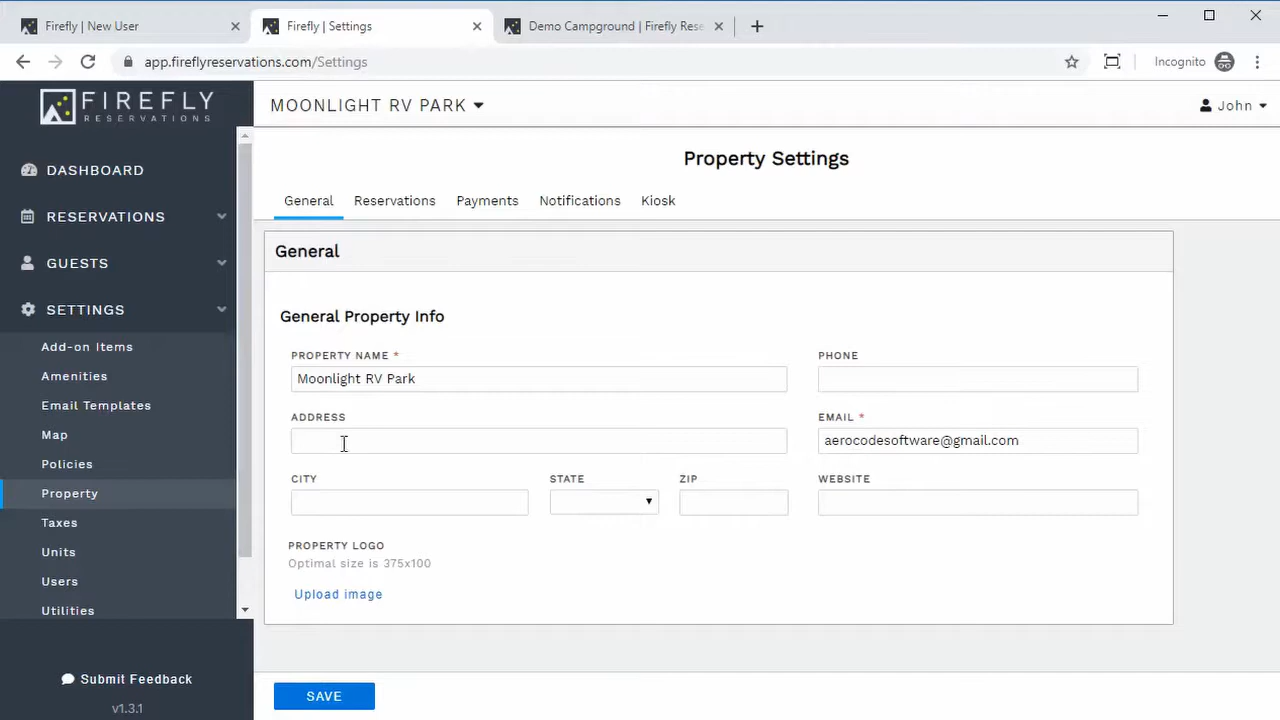 Firefly | New User
Firefly | Settings
Demo Campground | Firefly Rese
app.fireflyreservations.com/Settings
Incognito
FIREFLY
RESERVATIONS
MOONLIGHT RV PARK
John
DASHBOARD
RESERVATIONS
GUESTS
SETTINGS
Add-on Items
Amenities
Email Templates
Map
Policies
Property
Taxes
Units
Users
Utilities
Submit Feedback
v1.3.1
Property Settings
General Reservations Payments Notifications Kiosk
General
General Property Info
PROPERTY NAME * PHONE
Moonlight RV Park
ADDRESS EMAIL *
aerocodesoftware@gmail.com
CITY STATE ZIP WEBSITE
PROPERTY LOGO
Optimal size is 375x100
Upload image
SAVE